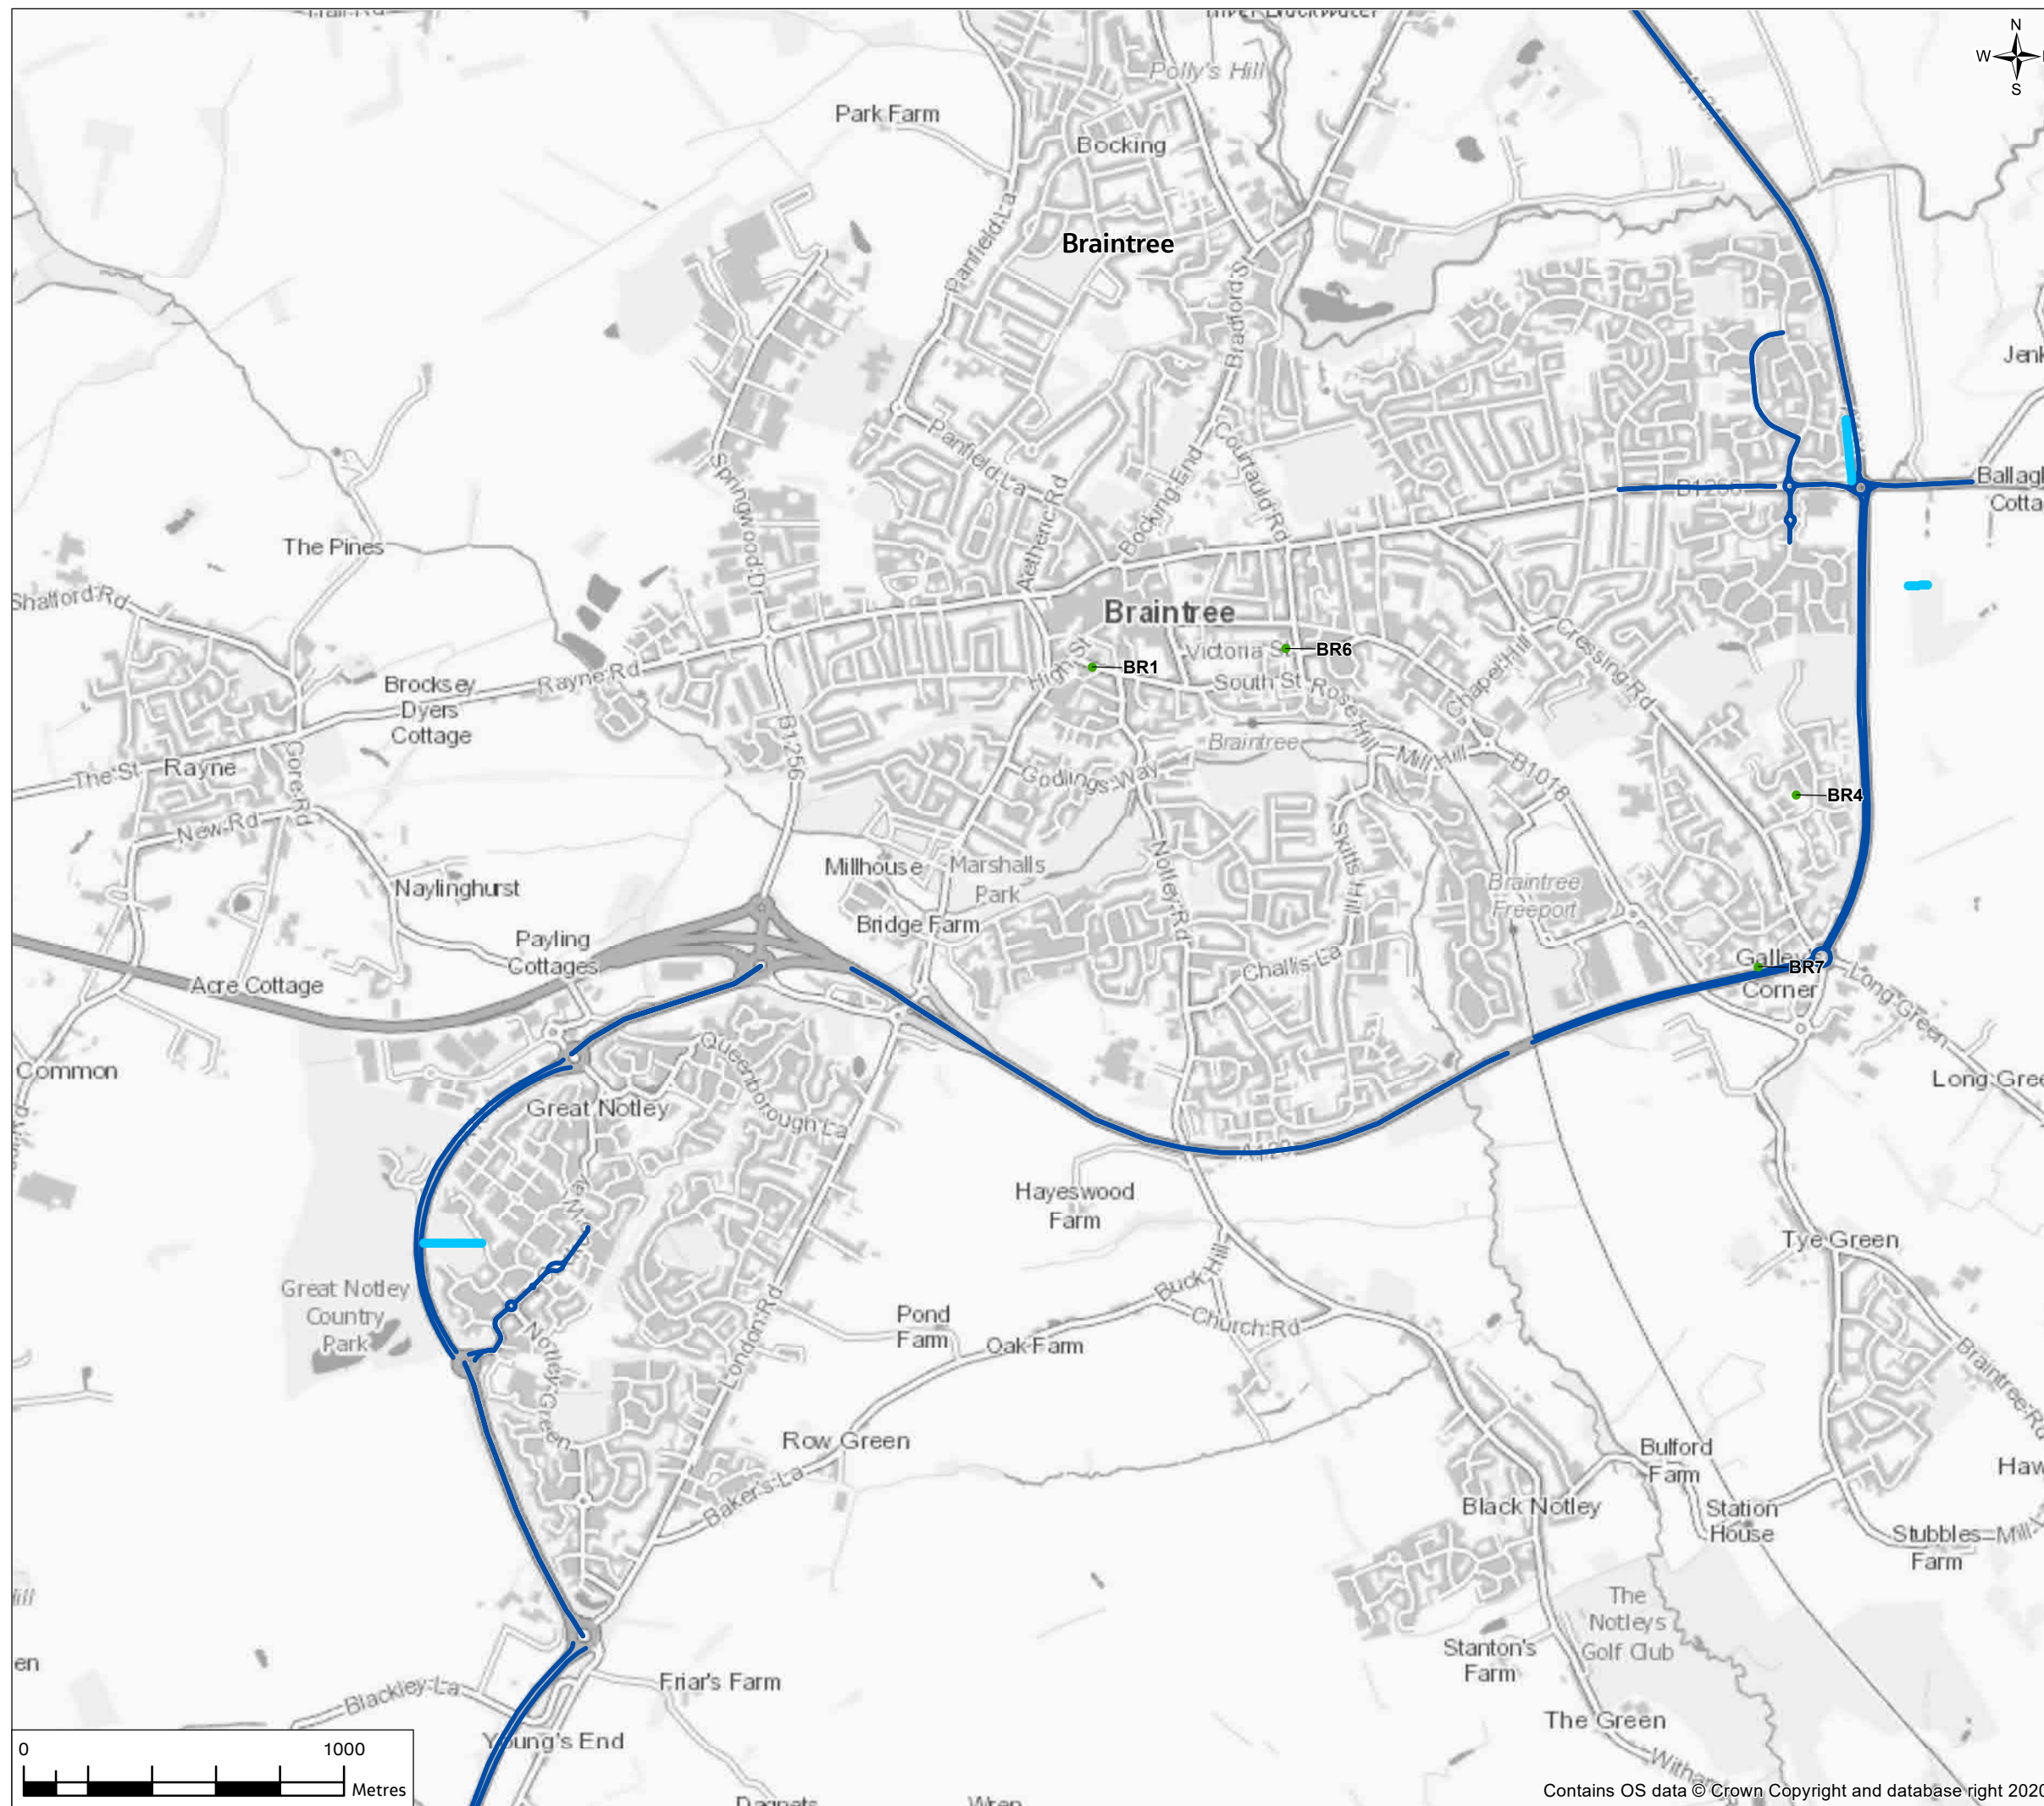 N
W
S
Polly's Hill
Park Farm
Bocking
Panfield La
Braintree
Bradford St
Springwood Dr
Panfield La
Courtauld Rd
Aetheric Rd
Bocking End
B1256
The Pines
Shalford Rd
Braintree
Cressing Rd
Victoria St
BR6
High St
BR1
Brocksey
Dyers
Cottage
Rayne Rd
South St
Rose Hill
Chapel Hill
B1256
Braintree
Mill Hill
B1018
The St
Rayne
Gore Rd
Godlings Way
BR4
New Rd
Skitts Hill
Millhouse
Marshalls
Park
Notley Rd
Braintree
Freeport
Naylinghurst
Bridge Farm
Payling
Cottages
Challis La
BR7
Corner
Acre Cottage
Long Green
Queenborough La
Common
Great Notley
A120
Hayeswood
Farm
Tye Green
Great Notley
Country
Park
Buck Hill
Pond
Farm
Church Rd
Oak Farm
London Rd
Notley Green
Braintree Rd
Row Green
Baker's La
Bulford
Farm
Black Notley
Station
House
Stubbles
Farm
The
Notleys
Golf Club
Stanton's
Farm
Friar's Farm
Blackley La
The Green
Young's End
0
1000
Metres
Contains OS data © Crown Copyright and database right 2020